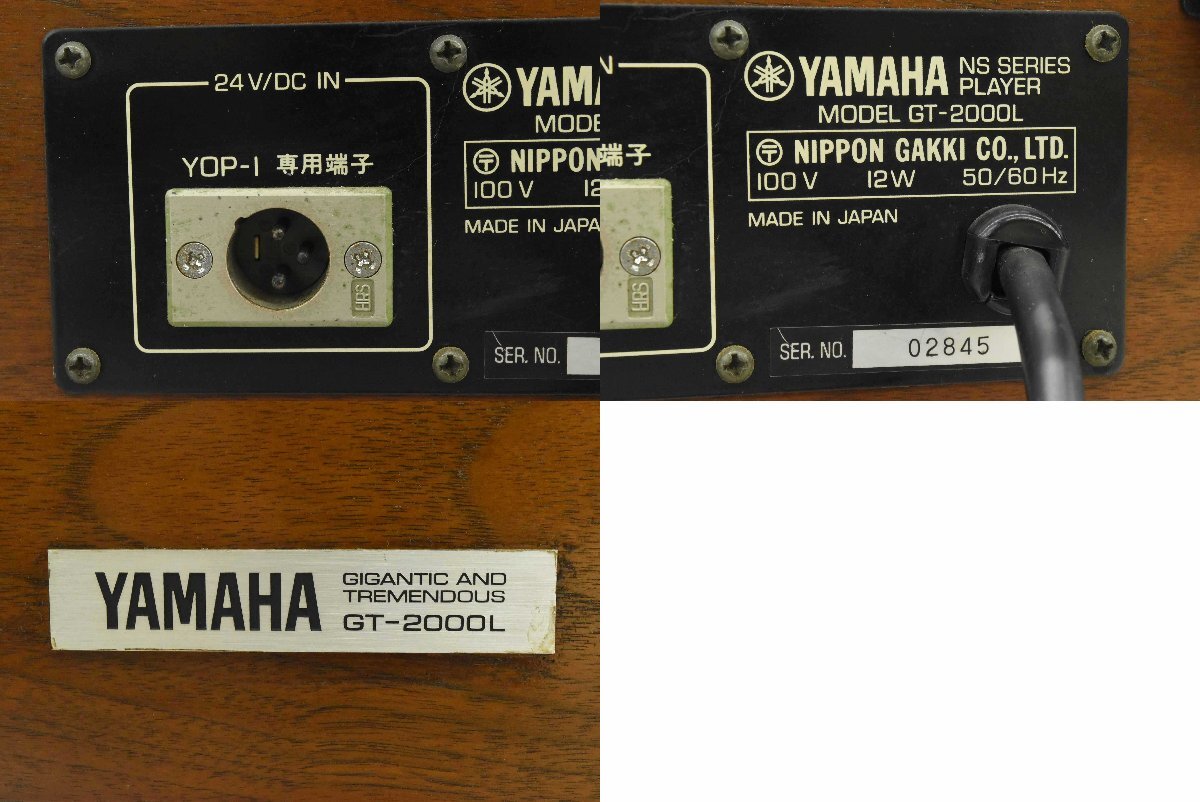 24V/DC IN
YOP-1 専用端子
HRS
YAMA
MODE
〒 NIPPON
100V 12
MADE IN JAPA
SER. NO.
N
端子
HRS
YAMAHA NS SERIES PLAYER
MODEL GT-2000L
〒 NIPPON GAKKI CO., LTD.
100V 12W 50/60Hz
MADE IN JAPAN
SER. NO. 02845
YAMAHA GIGANTIC AND
TREMENDOUS
GT-2000L